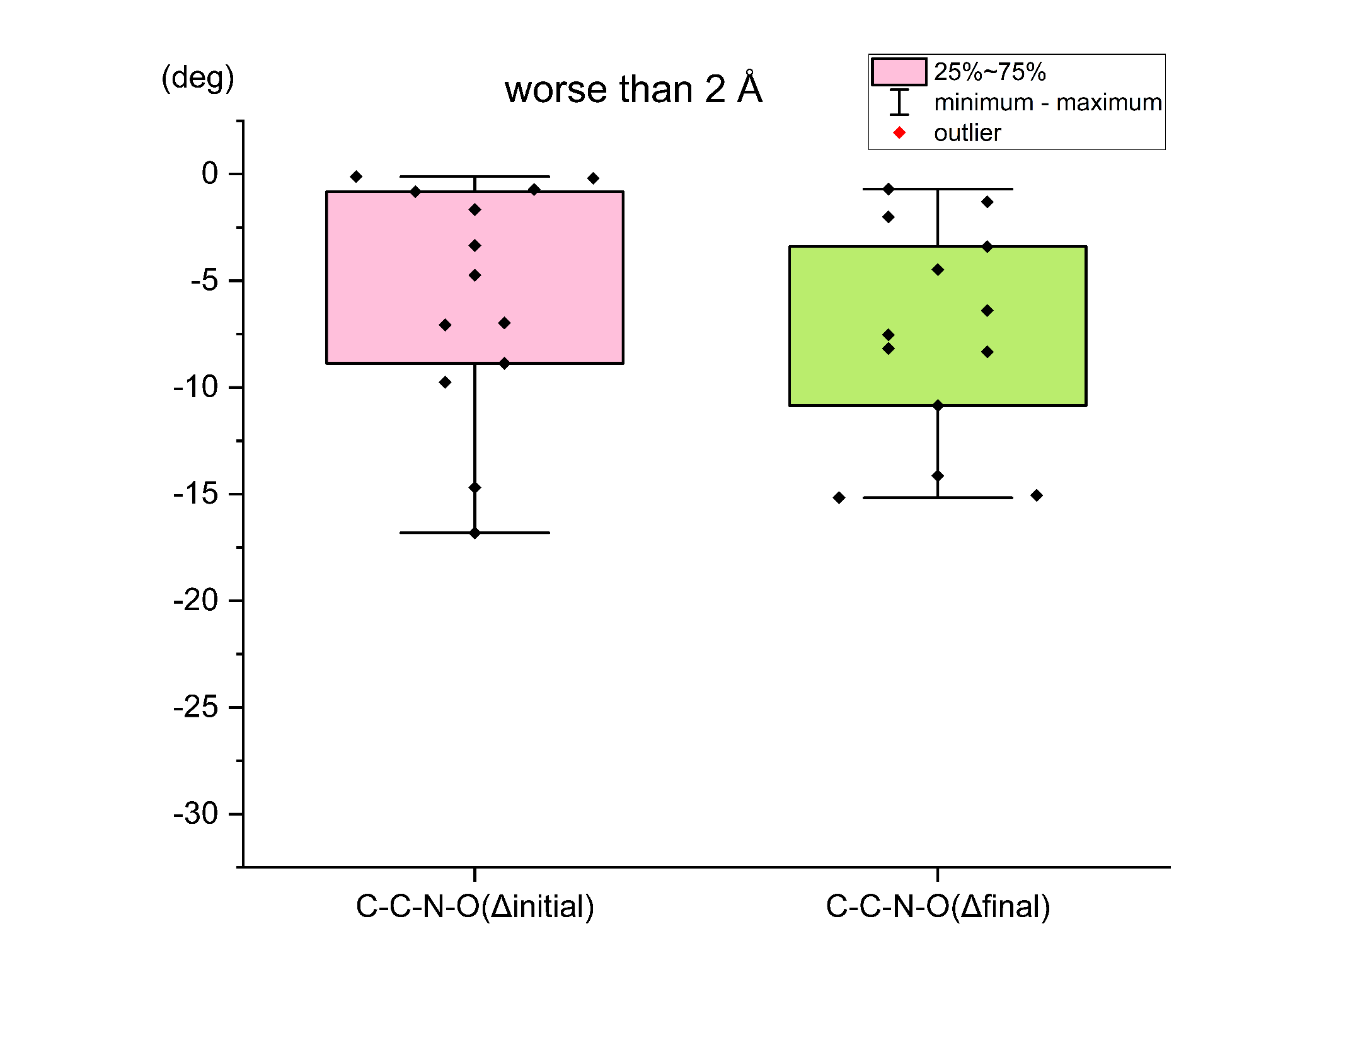 (deg)
worse than 2 Å
25%~75%
minimum - maximum
outlier
0
-5
-10
-15
-20
-25
-30
C-C-N-O(Δinitial)
C-C-N-O(Δfinal)